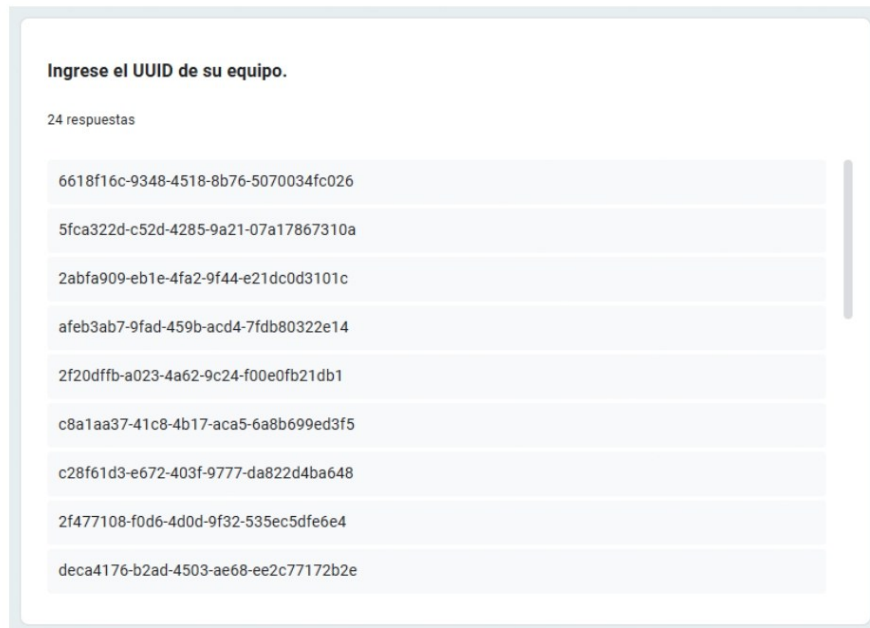 Ingrese el UUID de su equipo.
24 respuestas
6618f16c-9348-4518-8b76-5070034fc026
5fca322d-c52d-4285-9a21-07a17867310a
2abfa909-eb1e-4fa2-9f44-e21dc0d3101c
afeb3ab7-9fad-459b-acd4-7fdb80322e14
2f20dffb-a023-4a62-9c24-f00e0fb21db1
c8a1aa37-41c8-4b17-aca5-6a8b699ed3f5
c28f61d3-e672-403f-9777-da822d4ba648
2f477108-f0d6-4d0d-9f32-535ec5dfe6e4
deca4176-b2ad-4503-ae68-ee2c77172b2e